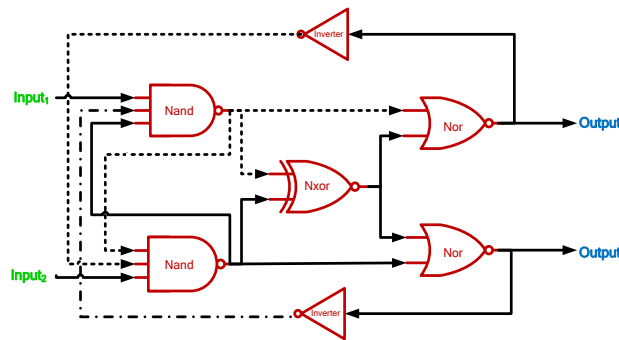 Inverter
Input1
Nand
Nor
Output
Nxor
Nand
Nor
Output
Input2
Inverter